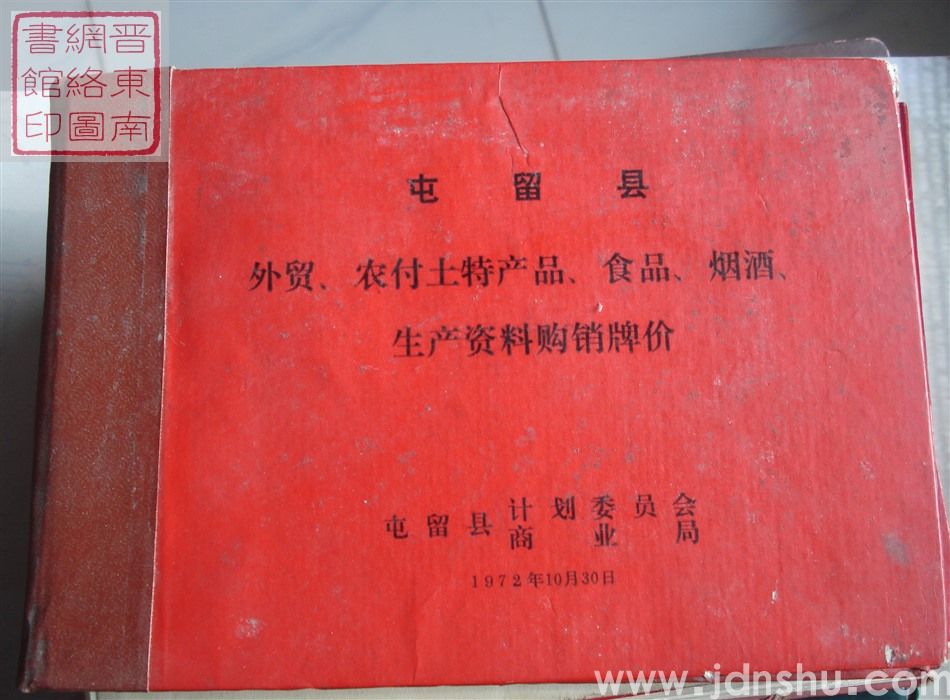 晋東南
網絡圖
書館印
屯留县
外贸、农付土特产品、食品、烟酒、
生产资料购销牌价
屯留县计划委员会
商业局
1972年10月30日
www.jdnshu.com